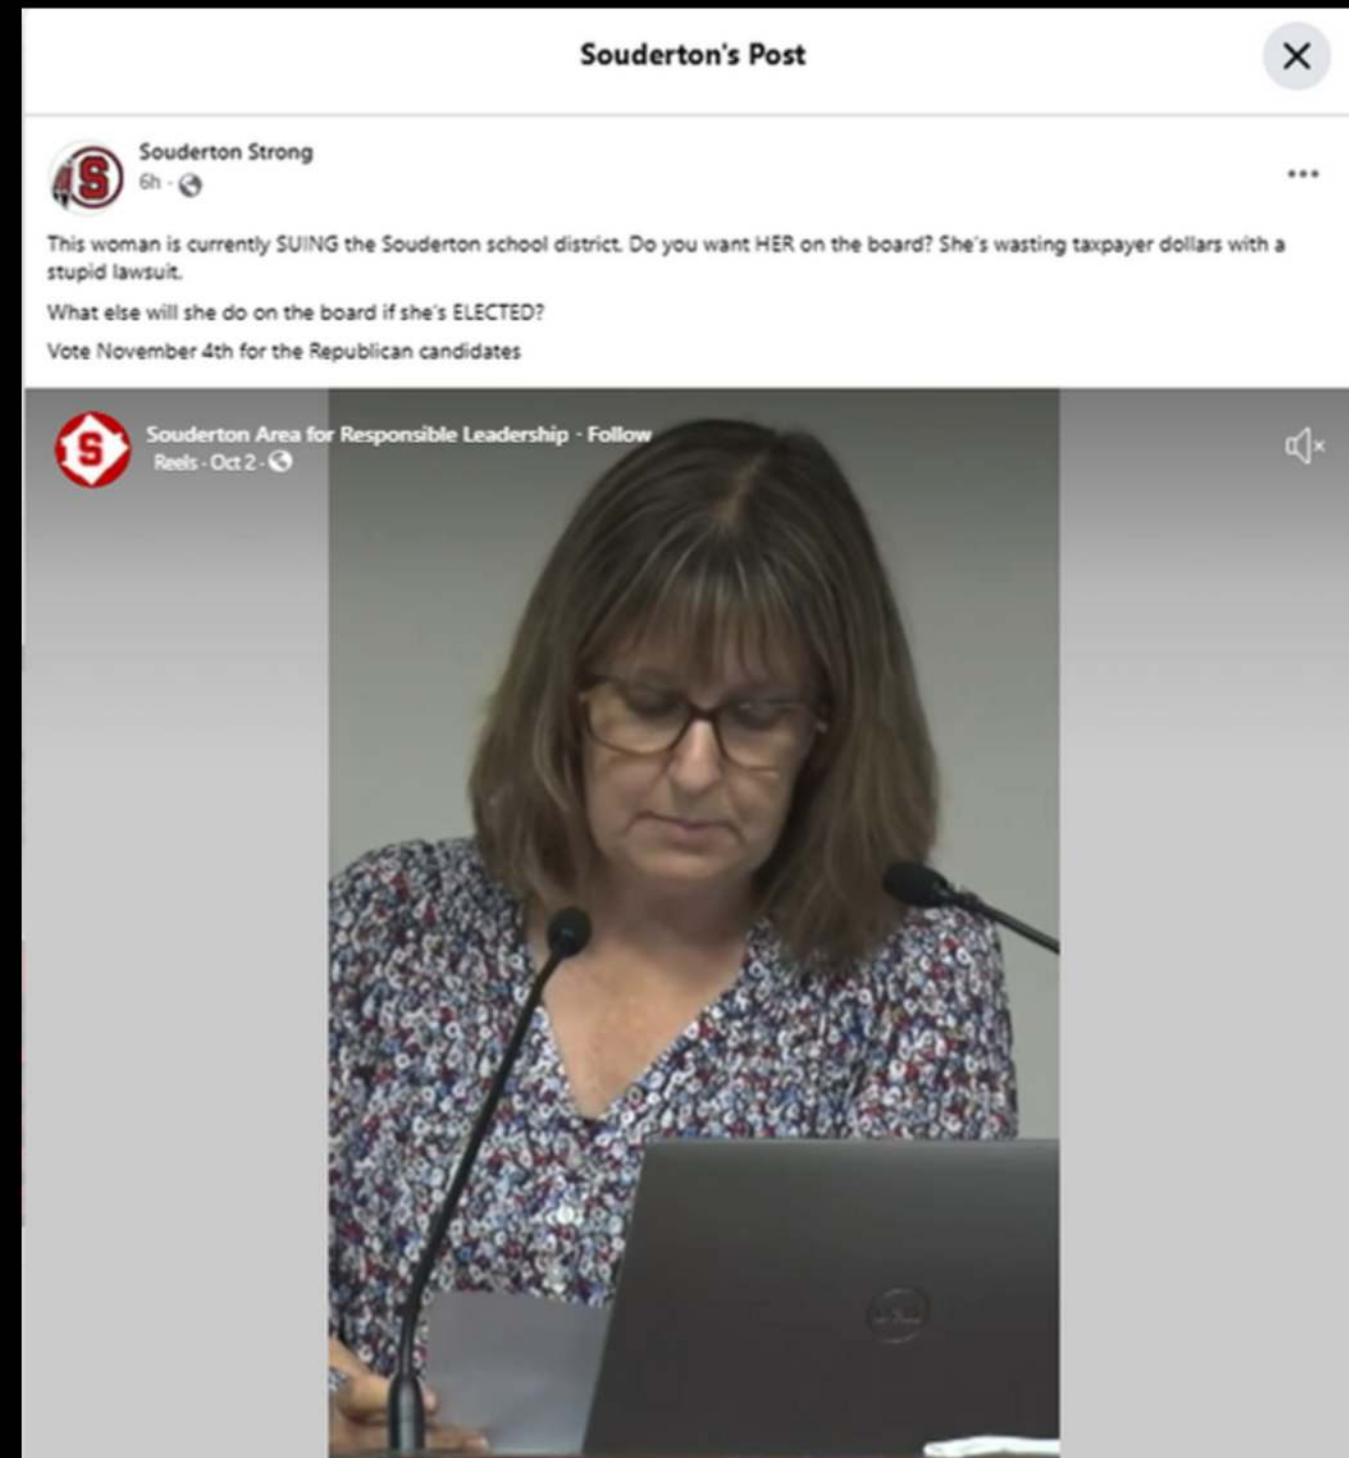 Souderton's Post
Souderton Strong
6h ·
This woman is currently SUING the Souderton school district. Do you want HER on the board? She's wasting taxpayer dollars with a
stupid lawsuit.
What else will she do on the board if she's ELECTED?
Vote November 4th for the Republican candidates
Souderton Area for Responsible Leadership · Follow
Reels · Oct 2 ·
S
S